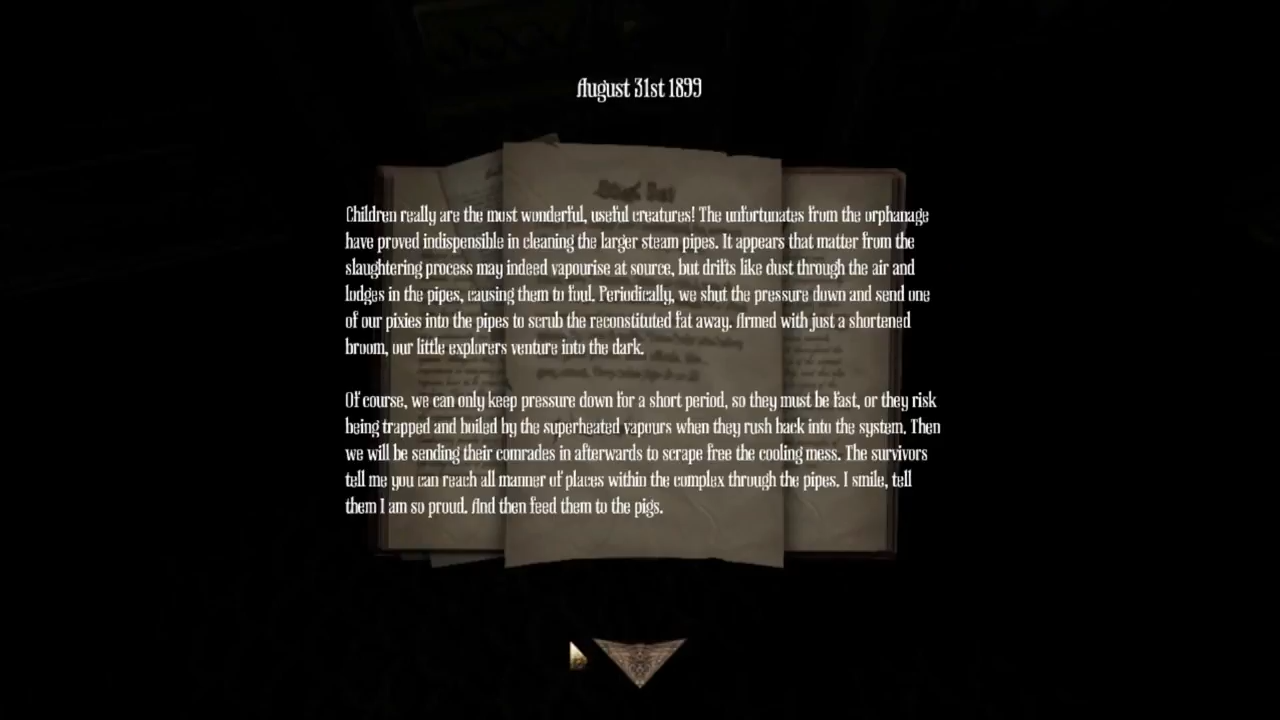 August 31st 1899
Children really are the most wonderful, useful creatures! The unfortunates from the orphanage
have proved indispensible in cleaning the larger steam pipes. It appears that matter from the
slaughtering process may indeed vapourise at source, but drifts like dust through the air and
lodges in the pipes, causing them to foul. Periodically, we shut the pressure down and send one
of our pixies into the pipes to scrub the reconstituted fat away. Armed with just a shortened
broom, our little explorers venture into the dark.
Of course, we can only keep pressure down for a short period, so they must be fast, or they risk
being trapped and boiled by the superheated vapours when they rush back into the system. Then
we will be sending their comrades in afterwards to scrape free the cooling mess. The survivors
tell me you can reach all manner of places within the complex through the pipes. I smile, tell
them I am so proud. And then feed them to the pigs.